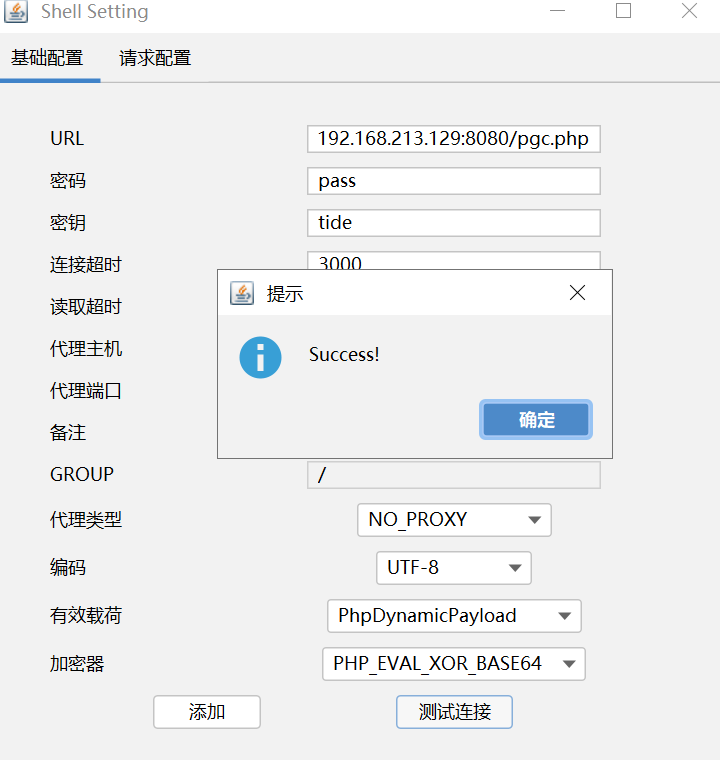 Shell Setting
基础配置 请求配置
URL 192.168.213.129:8080/pgc.php
密码 pass
密钥 tide
连接超时 3000
读取超时
代理主机
代理端口
备注
提示
Success!
确定
GROUP /
代理类型 NO_PROXY
编码 UTF-8
有效载荷 PhpDynamicPayload
加密器 PHP_EVAL_XOR_BASE64
添加 测试连接